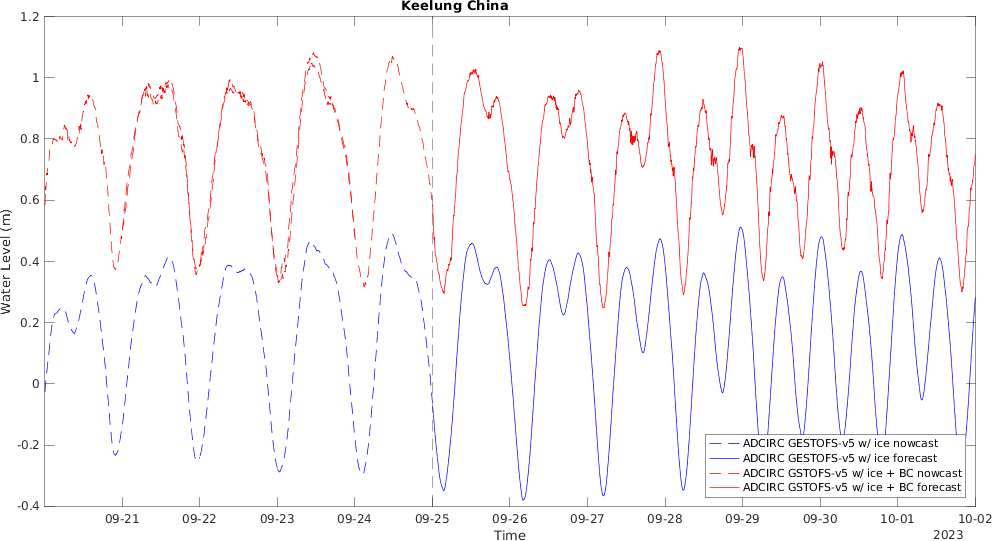 Keelung China
1.2
1
0.8
0.6
0.4
0.2
0
-0.2
-0.4
Water Level (m)
09-21 09-22 09-23 09-24 09-25 09-26 09-27 09-28 09-29 09-30 10-01 10-02
Time
2023
ADCIRC GESTOFS-v5 w/ ice nowcast
ADCIRC GESTOFS-v5 w/ ice forecast
ADCIRC GSTOFS-v5 w/ ice + BC nowcast
ADCIRC GSTOFS-v5 w/ ice + BC forecast